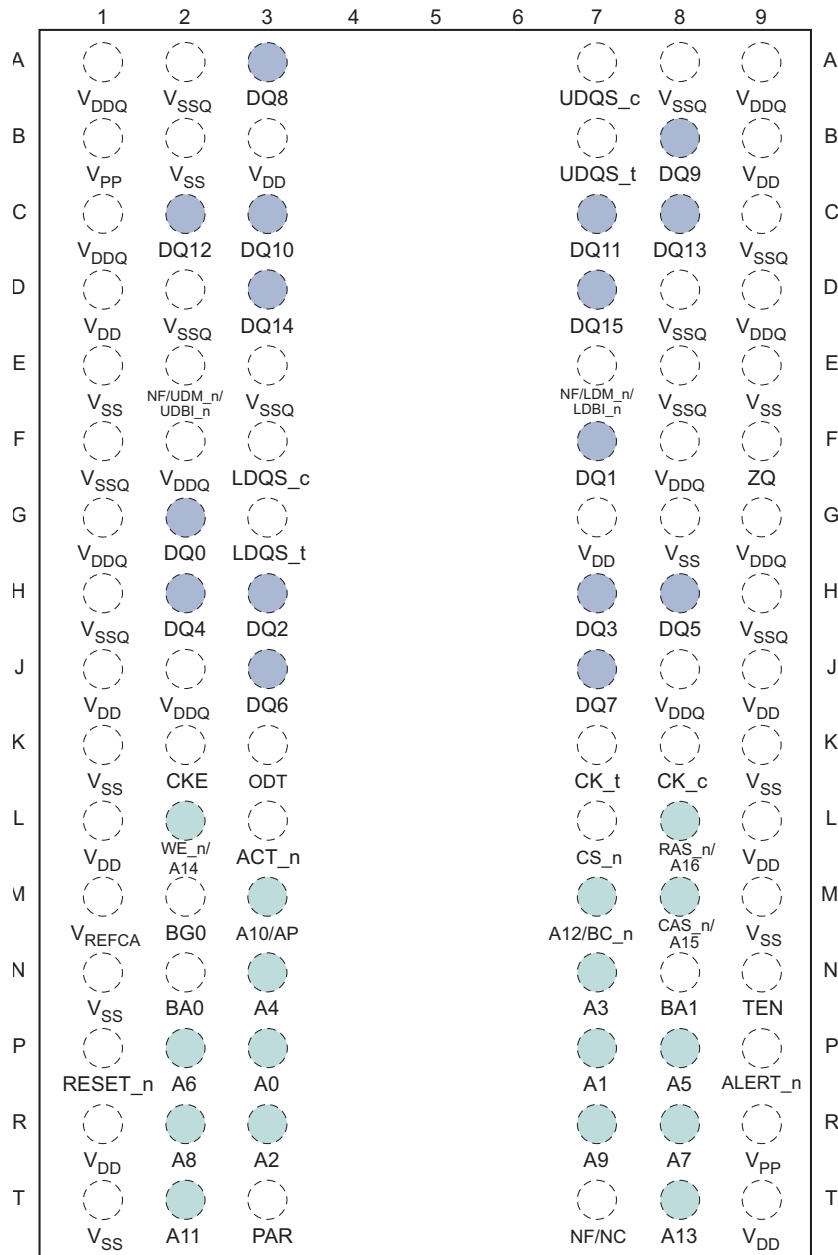 1 2 3 4 5 6 7 8 9
A A
VDDQ VSSQ DQ8 UDQS_c VSSQ VDDQ
B B
VPP VSS VDD UDQS_t DQ9 VDD
C C
VDDQ DQ12 DQ10 DQ11 DQ13 VSSQ
D D
VDD VSSQ DQ14 DQ15 VSSQ VDDQ
E E
VSS NF/UDM_n/ VSSQ NF/LDM_n/ VSSQ VSS
UDBI_n LDBI_n
F F
VSSQ VDDQ LDQS_c DQ1 VDDQ ZQ
G G
VDDQ DQ0 LDQS_t VDD VSS VDDQ
H H
VSSQ DQ4 DQ2 DQ3 DQ5 VSSQ
J J
VDD VDDQ DQ6 DQ7 VDDQ VDD
K K
VSS CKE ODT CK_t CK_c VSS
L L
VDD WE_n/ ACT_n CS_n RAS_n/ VDD
A14 A16
M M
VREFCA BG0 A10/AP A12/BC_n CAS_n/ VSS
A15
N N
VSS BA0 A4 A3 BA1 TEN
P P
RESET_n A6 A0 A1 A5 ALERT_n
R R
VDD A8 A2 A9 A7 VPP
T T
VSS A11 PAR NF/NC A13 VDD